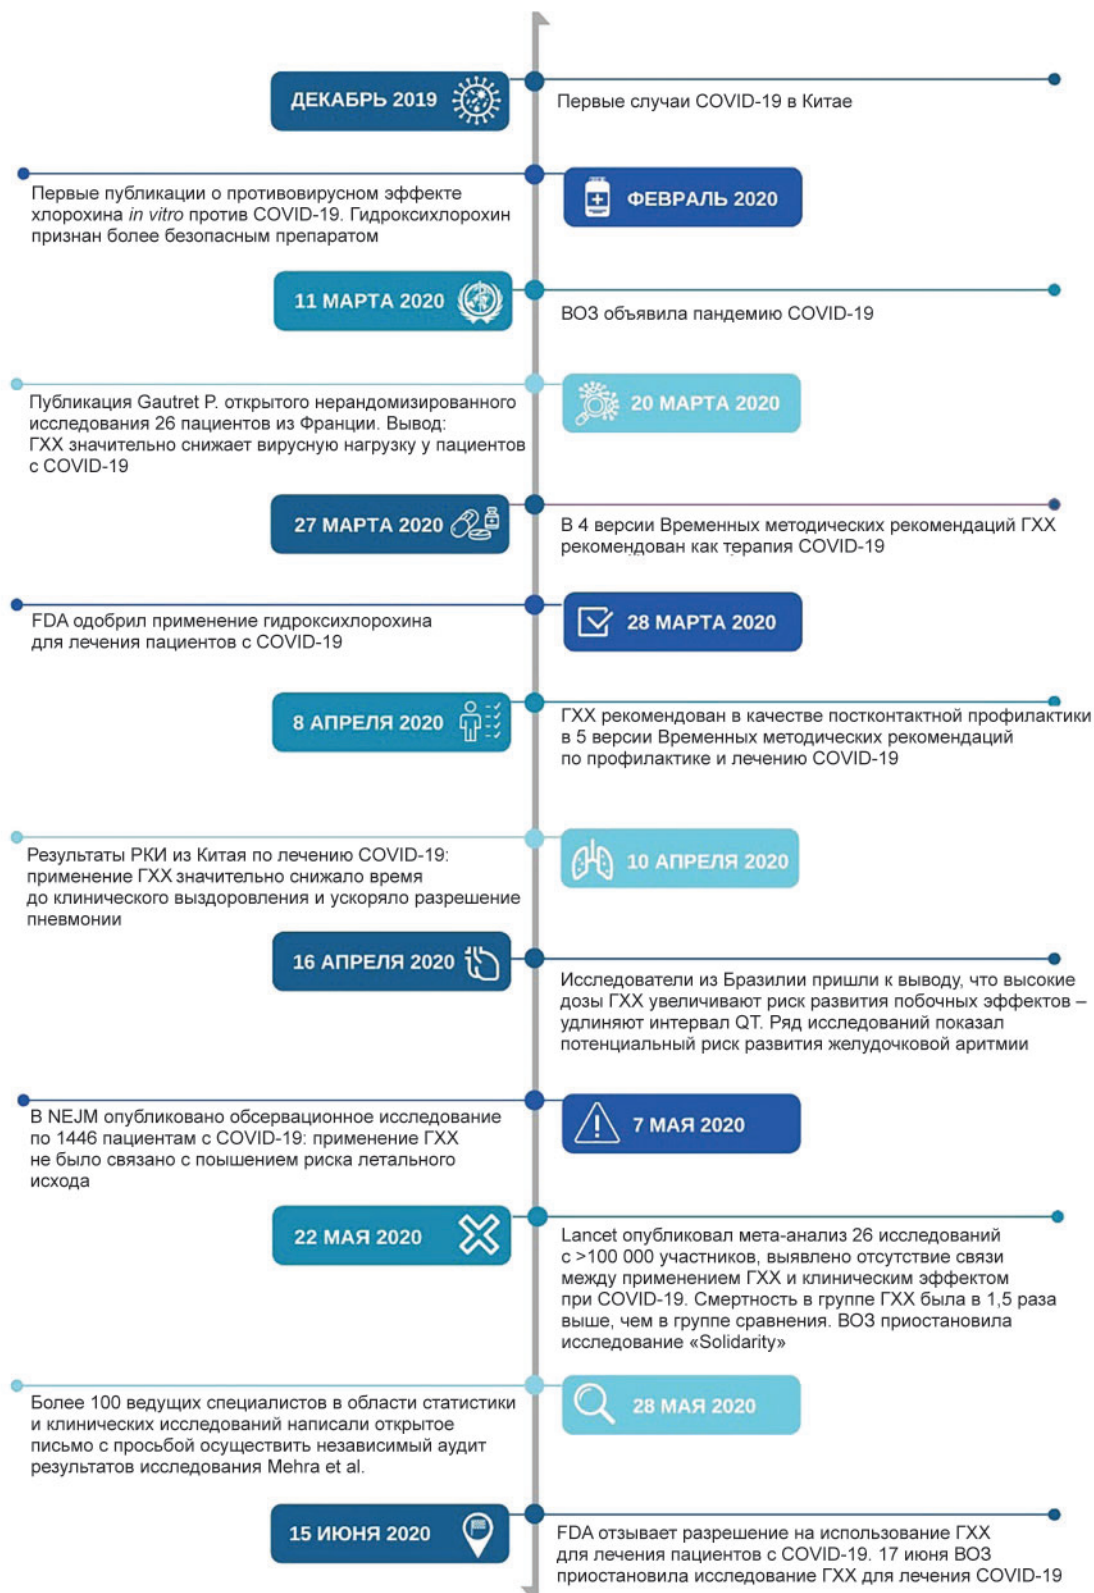 ДЕКАБРЬ 2019
Первые случаи COVID-19 в Китае
ФЕВРАЛЬ 2020
Первые публикации о противовирусном эффекте
хлорохина in vitro против COVID-19. Гидроксихлорохин
признан более безопасным препаратом
11 МАРТА 2020
ВОЗ объявила пандемию COVID-19
20 МАРТА 2020
Публикация Gautret P. открытого нерандомизированного
исследования 26 пациентов из Франции. Вывод:
ГХХ значительно снижает вирусную нагрузку у пациентов
с COVID-19
27 МАРТА 2020
В 4 версии Временных методических рекомендаций ГХХ
рекомендован как терапия COVID-19
28 МАРТА 2020
FDA одобрил применение гидроксихлорохина
для лечения пациентов с COVID-19
8 АПРЕЛЯ 2020
ГХХ рекомендован в качестве постконтактной профилактики
в 5 версии Временных методических рекомендаций
по профилактике и лечению COVID-19
10 АПРЕЛЯ 2020
Результаты РКИ из Китая по лечению COVID-19:
применение ГХХ значительно снижало время
до клинического выздоровления и ускоряло разрешение
пневмонии
16 АПРЕЛЯ 2020
Исследователи из Бразилии пришли к выводу, что высокие
дозы ГХХ увеличивают риск развития побочных эффектов –
удлиняют интервал QT. Ряд исследований показал
потенциальный риск развития желудочковой аритмии
7 МАЯ 2020
В NEJM опубликовано обсервационное исследование
по 1446 пациентам с COVID-19: применение ГХХ
не было связано с поышением риска летального
исхода
22 МАЯ 2020
Lancet опубликовал мета-анализ 26 исследований
с >100 000 участников, выявлено отсутствие связи
между применением ГХХ и клиническим эффектом
при COVID-19. Смертность в группе ГХХ была в 1,5 раза
выше, чем в группе сравнения. ВОЗ приостановила
исследование «Solidarity»
28 МАЯ 2020
Более 100 ведущих специалистов в области статистики
и клинических исследований написали открытое
письмо с просьбой осуществить независимый аудит
результатов исследования Mehra et al.
15 ИЮНЯ 2020
FDA отзывает разрешение на использование ГХХ
для лечения пациентов с COVID-19. 17 июня ВОЗ
приостановила исследование ГХХ для лечения COVID-19